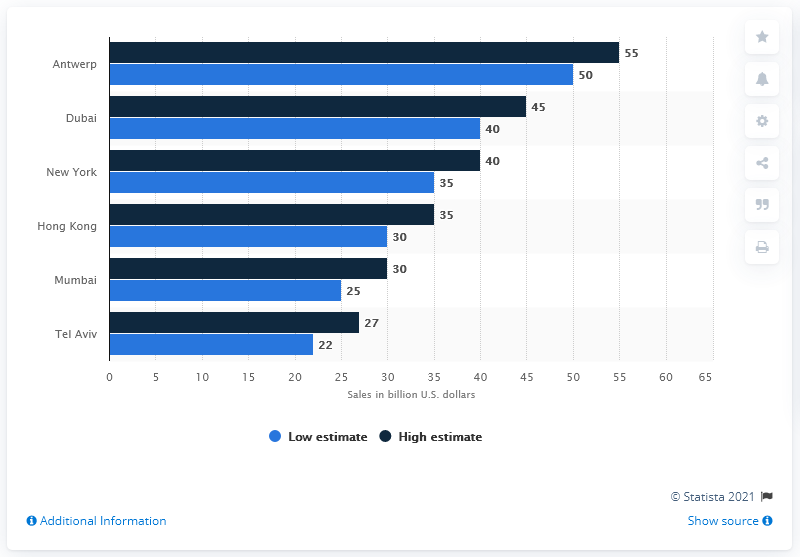 Antwerp 55
50
Dubai 45
40
New York 40
35
Hong Kong 35
30
Mumbai 30
25
Tel Aviv 27
22
0 5 10 15 20 25 30 35 40 45 50 55 60 65
Sales in billion U.S. dollars
Low estimate High estimate
© Statista 2021
Additional Information Show source